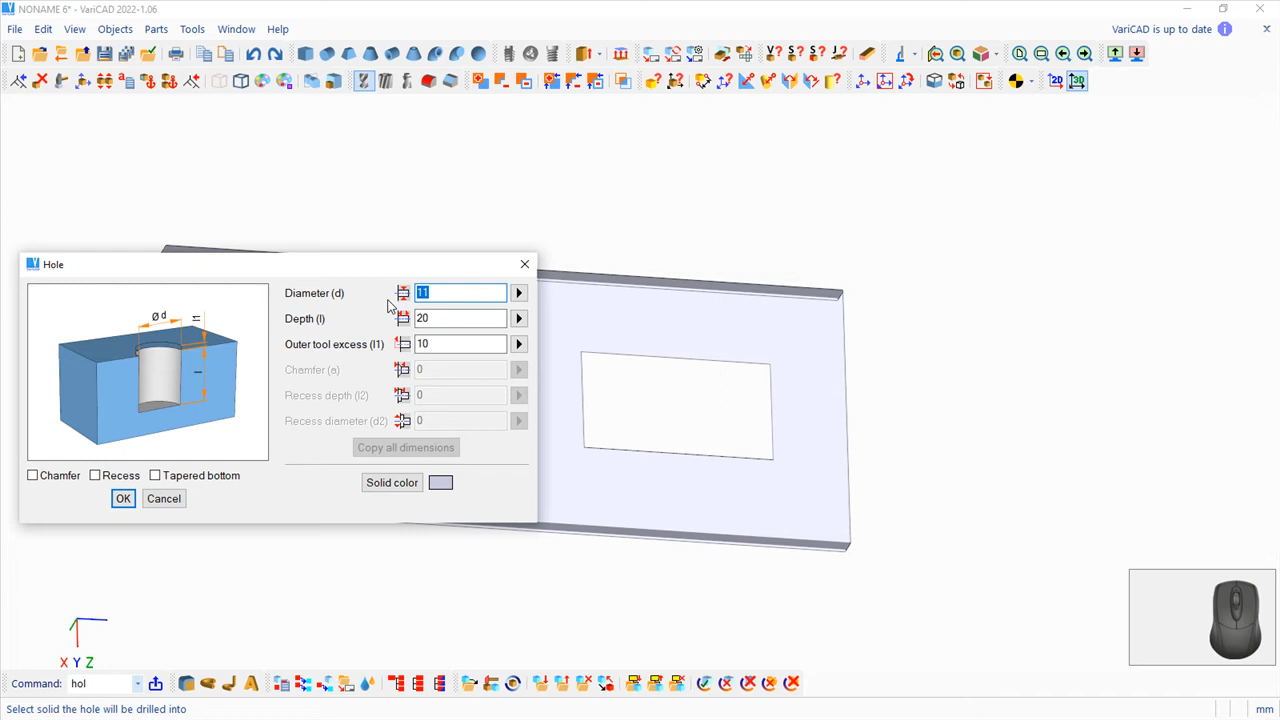 NONAME 6* - VariCAD 2022-1.06
File Edit View Objects Parts Tools Window Help
VariCAD is up to date
2D 3D
Hole
Diameter (d) 11
Depth (l) 20
Outer tool excess (l1) 10
Chamfer (a) 0
Recess depth (l2) 0
Recess diameter (d2) 0
Copy all dimensions
Solid color
Ø d
l1
l
Chamfer Recess Tapered bottom
OK Cancel
X Y Z
Command: hol
Select solid the hole will be drilled into
mm